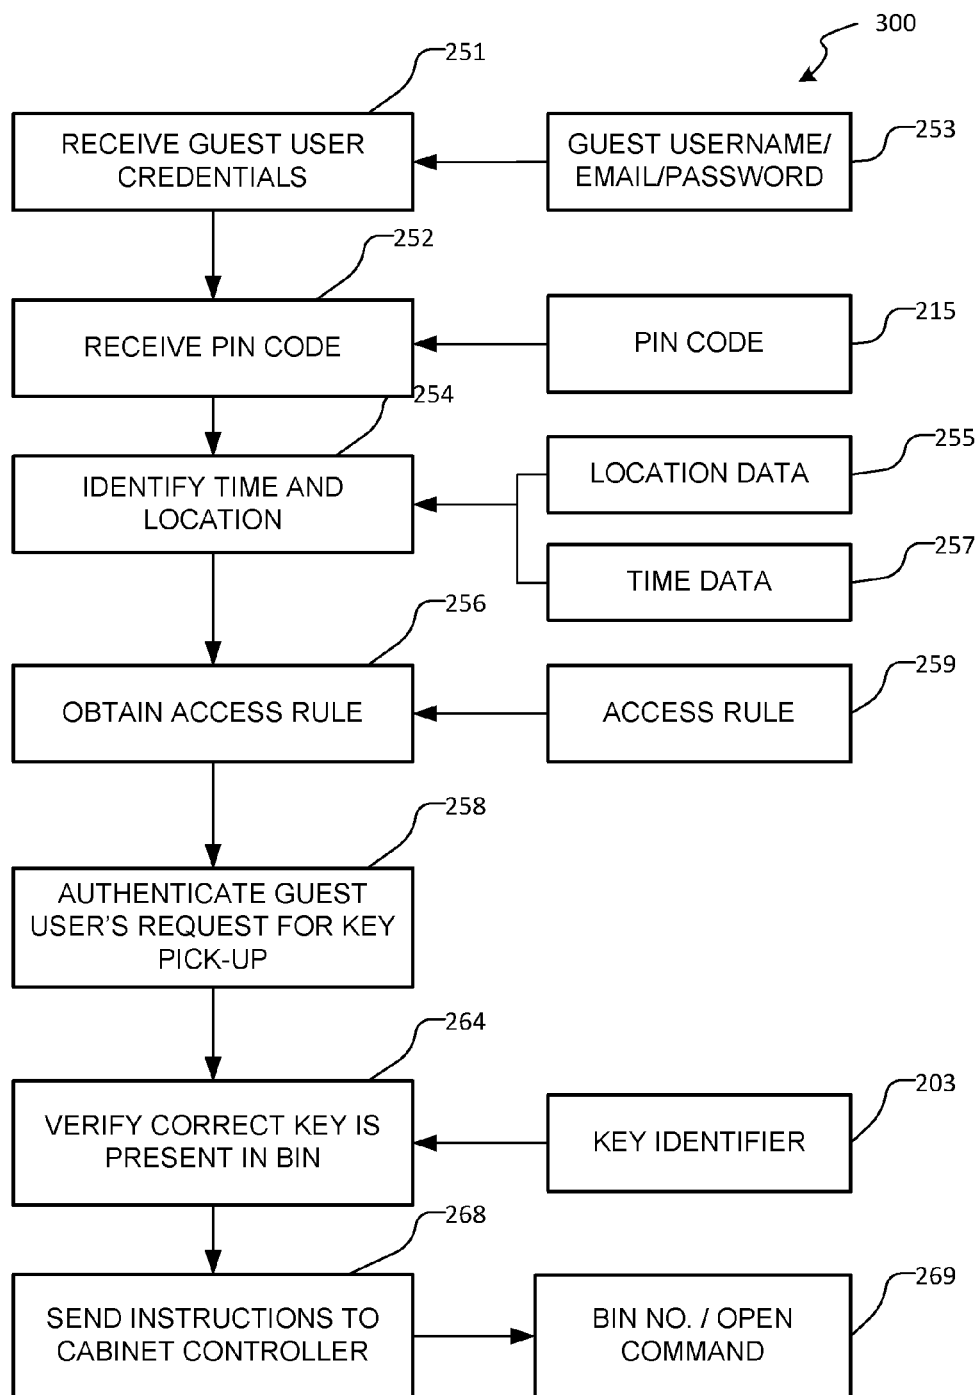 300
251
RECEIVE GUEST USER
CREDENTIALS
GUEST USERNAME/
EMAIL/PASSWORD
253
252
RECEIVE PIN CODE
PIN CODE
215
254
IDENTIFY TIME AND
LOCATION
LOCATION DATA
255
TIME DATA
257
256
OBTAIN ACCESS RULE
ACCESS RULE
259
258
AUTHENTICATE GUEST
USER'S REQUEST FOR KEY
PICK-UP
264
VERIFY CORRECT KEY IS
PRESENT IN BIN
KEY IDENTIFIER
203
268
SEND INSTRUCTIONS TO
CABINET CONTROLLER
BIN NO. / OPEN
COMMAND
269